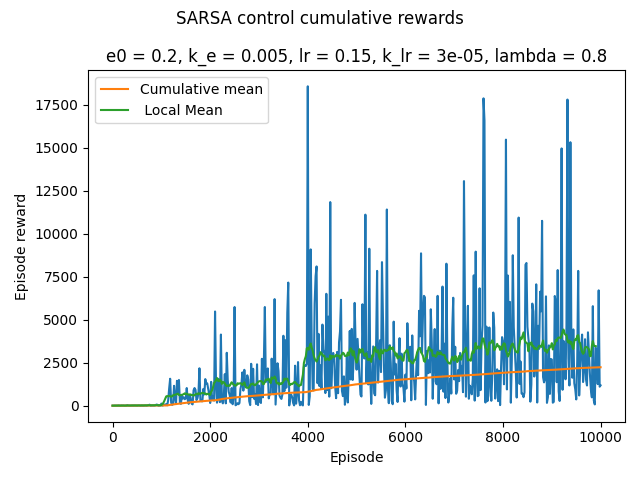 SARSA control cumulative rewards
e0 = 0.2, k_e = 0.005, lr = 0.15, k_lr = 3e-05, lambda = 0.8
Cumulative mean
Local Mean
17500
15000
12500
10000
7500
5000
2500
0
Episode reward
0 2000 4000 6000 8000 10000
Episode